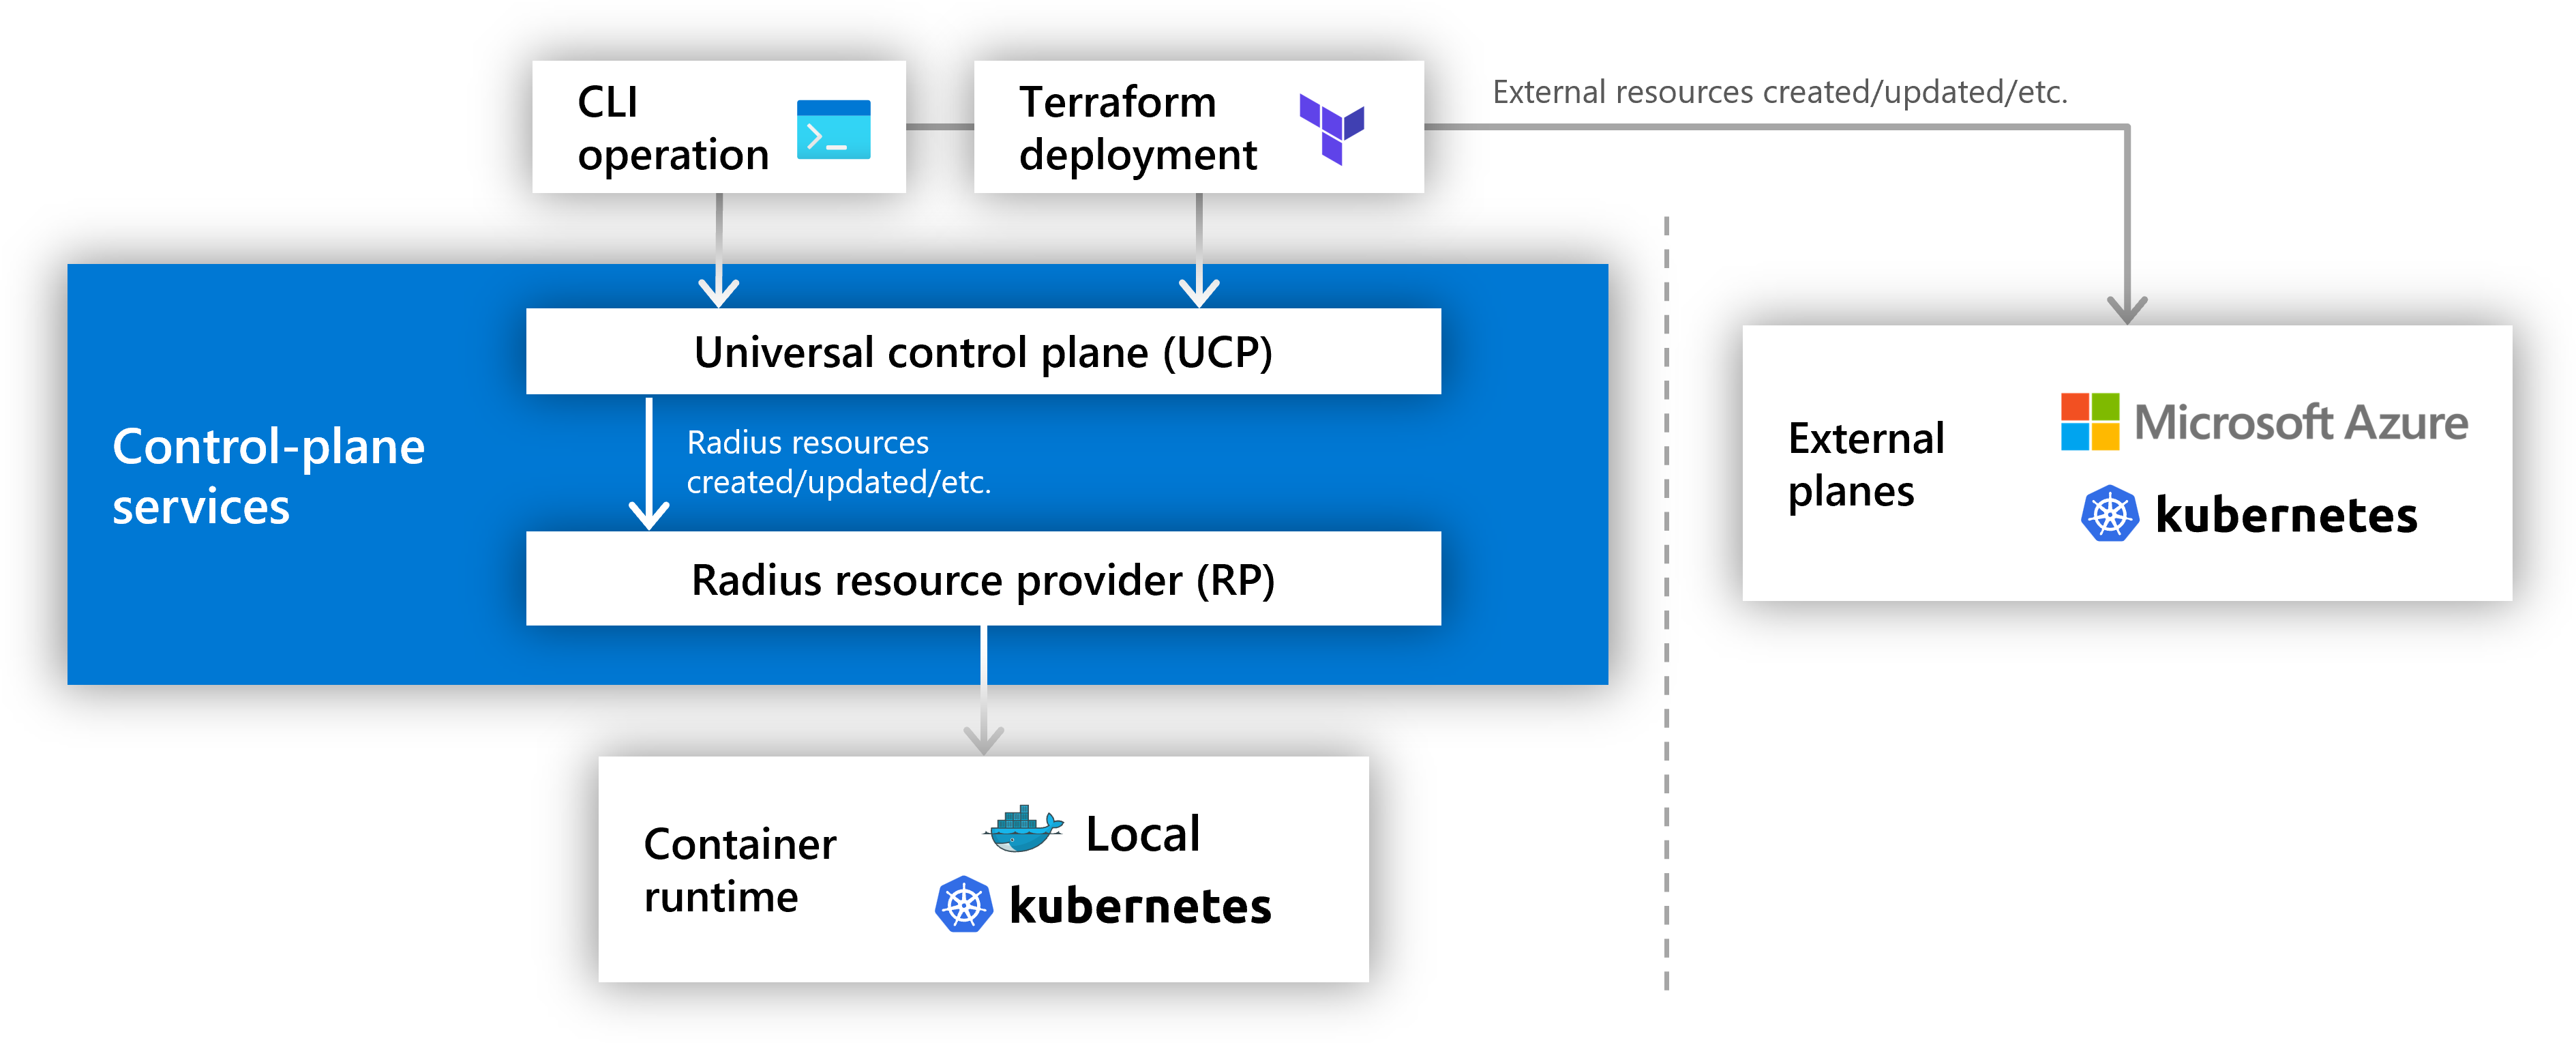 CLI
operation
Terraform
deployment
External resources created/updated/etc.
Universal control plane (UCP)
Control-plane
services
Radius resources
created/updated/etc.
Radius resource provider (RP)
External
planes
Microsoft Azure
kubernetes
Container
runtime
Local
kubernetes